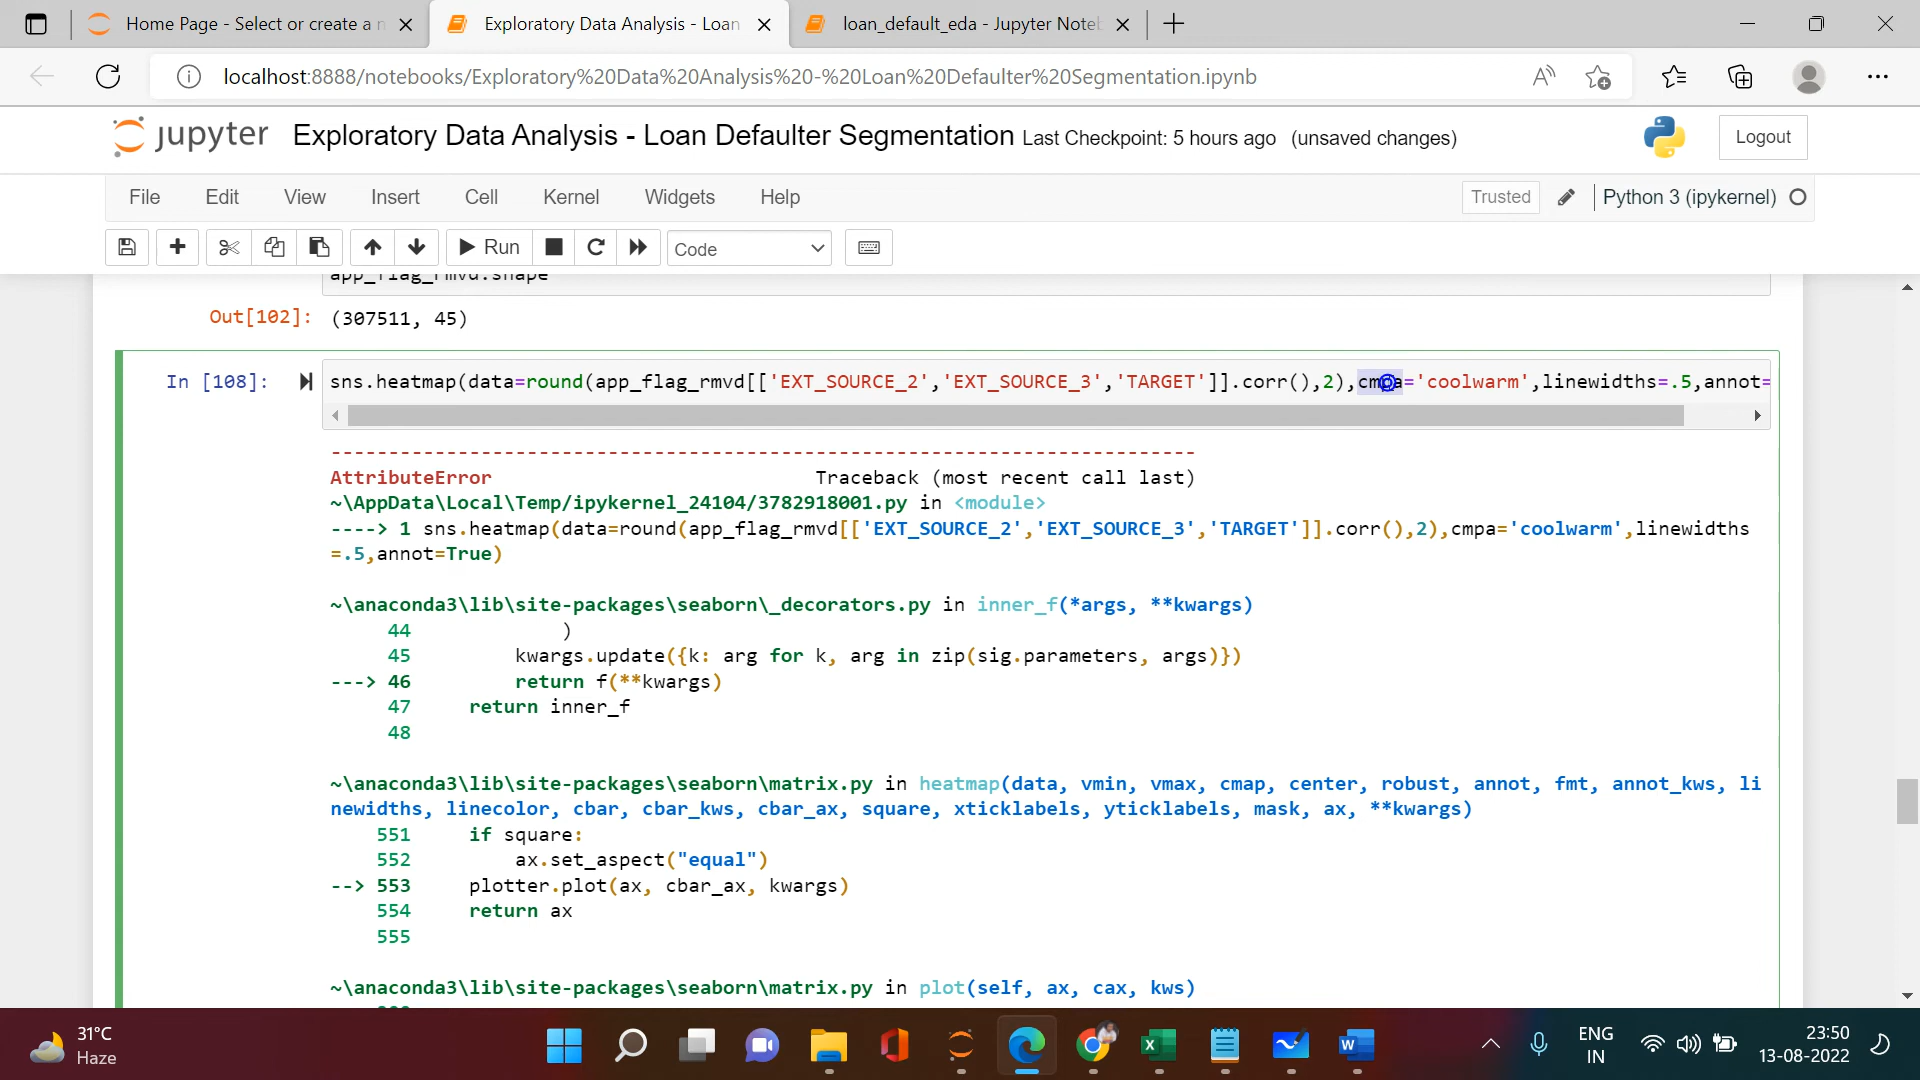 Home Page - Select or create a n
Exploratory Data Analysis - Loan
loan_default_eda - Jupyter Noteb
localhost:8888/notebooks/Exploratory%20Data%20Analysis%20-%20Loan%20Defaulter%20Segmentation.ipynb
jupyter Exploratory Data Analysis - Loan Defaulter Segmentation Last Checkpoint: 5 hours ago (unsaved changes)
Logout
File Edit View Insert Cell Kernel Widgets Help Trusted Python 3 (ipykernel)
Run Code
app_flag_rmvd.shape
Out[102]: (307511, 45)
In [108]: sns.heatmap(data=round(app_flag_rmvd[['EXT_SOURCE_2','EXT_SOURCE_3','TARGET']].corr(),2),cmpa='coolwarm',linewidths=.5,annot=
---------------------------------------------------------------------------
AttributeError Traceback (most recent call last)
~\AppData\Local\Temp/ipykernel_24104/3782918001.py in <module>
----> 1 sns.heatmap(data=round(app_flag_rmvd[['EXT_SOURCE_2','EXT_SOURCE_3','TARGET']].corr(),2),cmpa='coolwarm',linewidths
=.5,annot=True)
~\anaconda3\lib\site-packages\seaborn\_decorators.py in inner_f(*args, **kwargs)
44 )
45 kwargs.update({k: arg for k, arg in zip(sig.parameters, args)})
---> 46 return f(**kwargs)
47 return inner_f
48
~\anaconda3\lib\site-packages\seaborn\matrix.py in heatmap(data, vmin, vmax, cmap, center, robust, annot, fmt, annot_kws, li
newidths, linecolor, cbar, cbar_kws, cbar_ax, square, xticklabels, yticklabels, mask, ax, **kwargs)
551 if square:
552 ax.set_aspect("equal")
--> 553 plotter.plot(ax, cbar_ax, kwargs)
554 return ax
555
~\anaconda3\lib\site-packages\seaborn\matrix.py in plot(self, ax, cax, kws)
31°C
Haze
ENG
IN
23:50
13-08-2022